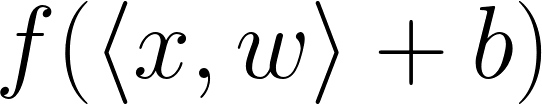 f(⟨x, w⟩ + b)